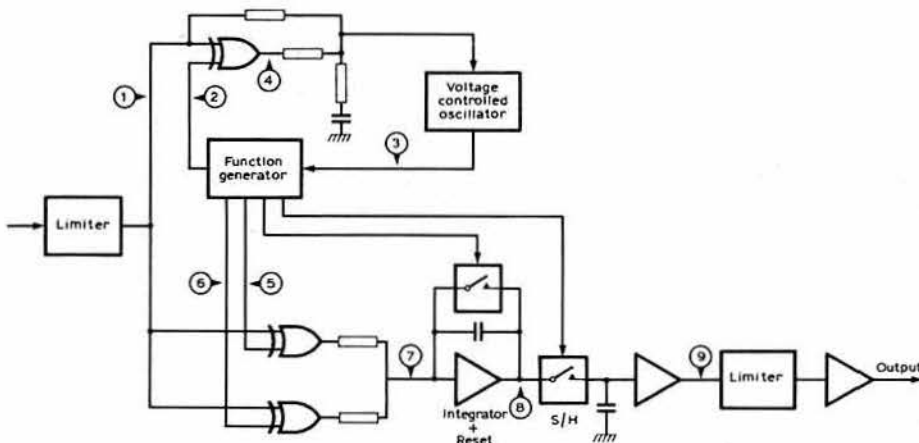 1
2
4
Voltage
controlled
oscillator
3
Function
generator
Limiter
6
5
7
Integrator
+
Reset
8
S/H
9
Limiter
Output